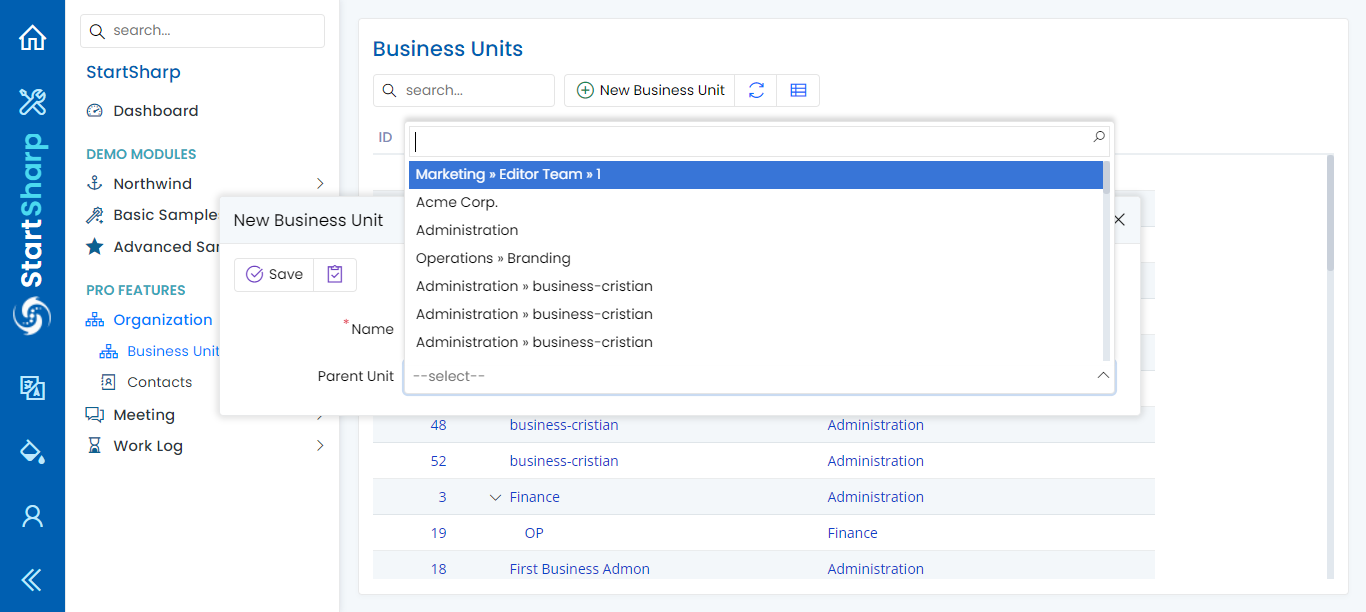 StartSharp
search...
StartSharp
Dashboard
DEMO MODULES
Northwind
Basic Sample
Advanced Sa
PRO FEATURES
Organization
Business Unit
Contacts
Meeting
Work Log
Business Units
search...
New Business Unit
ID
Marketing » Editor Team » 1
Acme Corp.
Administration
Operations » Branding
Administration » business-cristian
Administration » business-cristian
Administration » business-cristian
New Business Unit
Save
*Name
Parent Unit --select--
48 business-cristian Administration
52 business-cristian Administration
3 Finance Administration
19 OP Finance
18 First Business Admon Administration